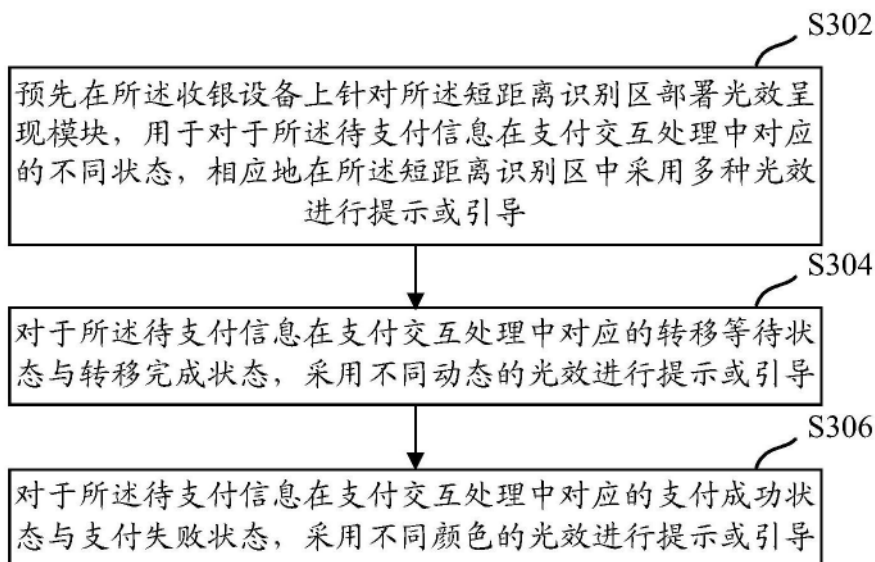 S302
预先在所述收银设备上针对所述短距离识别区部署光效呈
现模块，用于对于所述待支付信息在支付交互处理中对应
的不同状态，相应地在所述短距离识别区中采用多种光效
进行提示或引导
S304
对于所述待支付信息在支付交互处理中对应的转移等待状
态与转移完成状态，采用不同动态的光效进行提示或引导
S306
对于所述待支付信息在支付交互处理中对应的支付成功状
态与支付失败状态，采用不同颜色的光效进行提示或引导